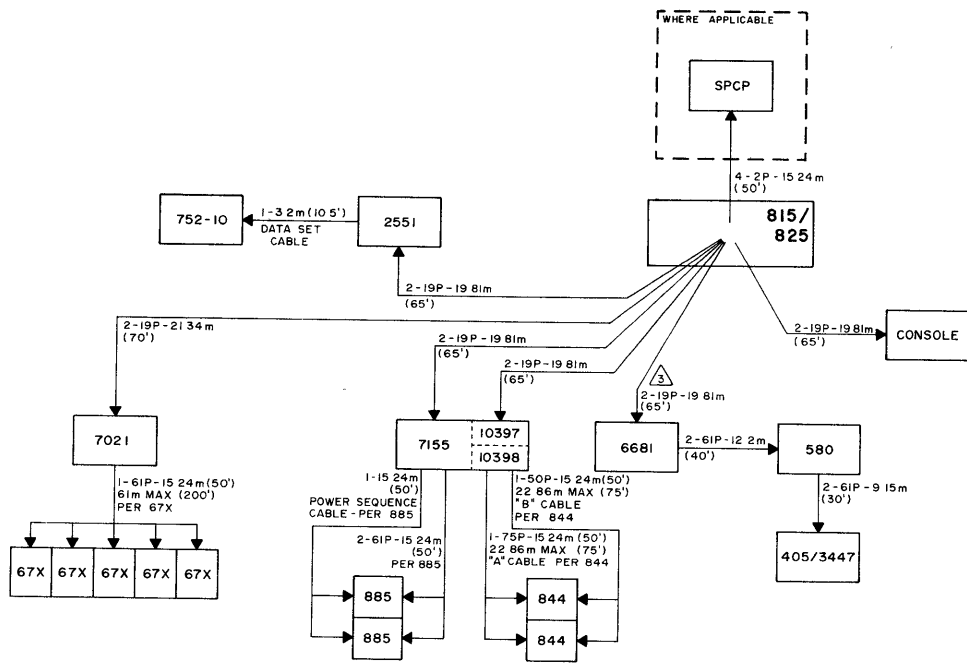 WHERE APPLICABLE
SPCP
4-2P-15 24m
(50')
815/
825
752-10
1-3 2m (10 5')
DATA SET
CABLE
2551
2-19P-19 81m
(65')
2-19P-21 34m
(70')
2-19P-19 81m
(65')
2-19P-19 81m
(65')
3
2-19P-19 81m
(65')
2-19P-19 81m
(65')
CONSOLE
7021
7155
10397
10398
6681
2-61P-12 2m
(40')
580
1-61P-15 24m (50')
61m MAX (200')
PER 67X
1-15 24m
(50')
POWER SEQUENCE
CABLE-PER 885
1-50P-15 24m (50')
22 86m MAX (75')
"B" CABLE
PER 844
2-61P-9 15m
(30')
2-61P-15 24m
(50')
PER 885
1-75P-15 24m (50')
22 86m MAX (75')
"A" CABLE PER 844
405/3447
67X 67X 67X 67X 67X
885
885
844
844